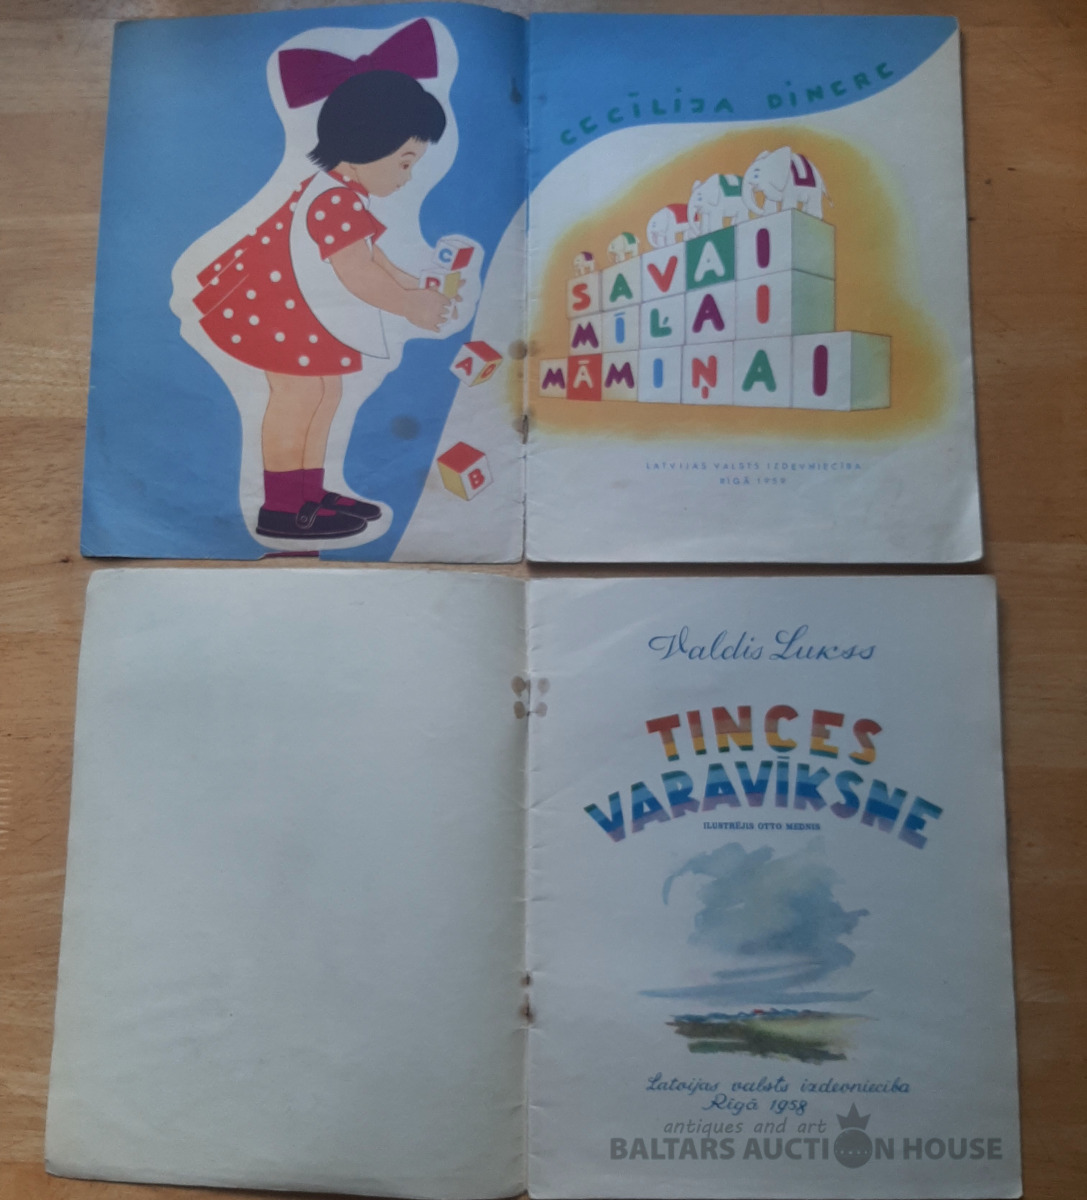 CECĪLIJA DINERE
SAVAI
MĪĻAI
MĀMIŅAI
C
A
B
LATVIJAS VALSTS IZDEVNIECĪBA
RĪGĀ 1958
Valdis Lukss
TINCES
VARAVĪKSNE
ILUSTRĒJIS OTTO MEDNIS
Latvijas valsts izdevniecība
Rīgā 1958
antiques and art
BALTARS AUCTION HOUSE